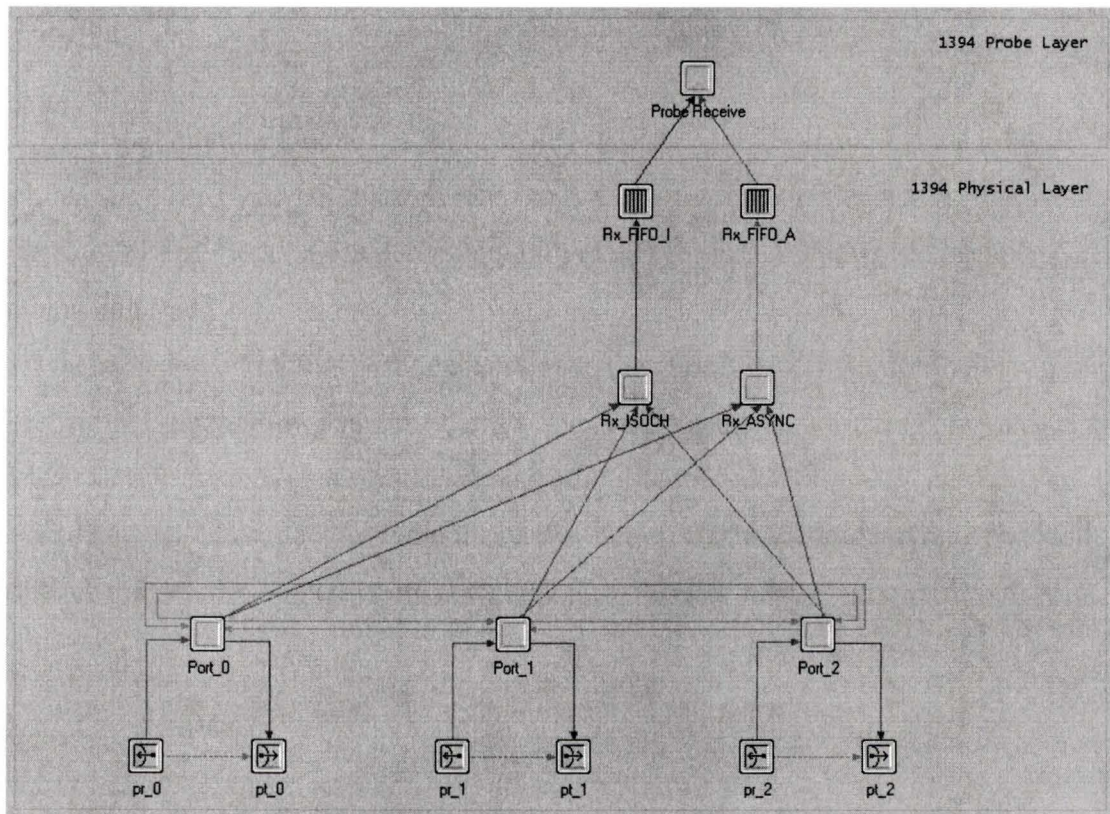 1394 Probe Layer
Probe Receive
1394 Physical Layer
Rx_FIFO_I
Rx_FIFO_A
Rx_ISOCH
Rx_ASYNC
Port_0
Port_1
Port_2
pr_0
pt_0
pr_1
pt_1
pr_2
pt_2